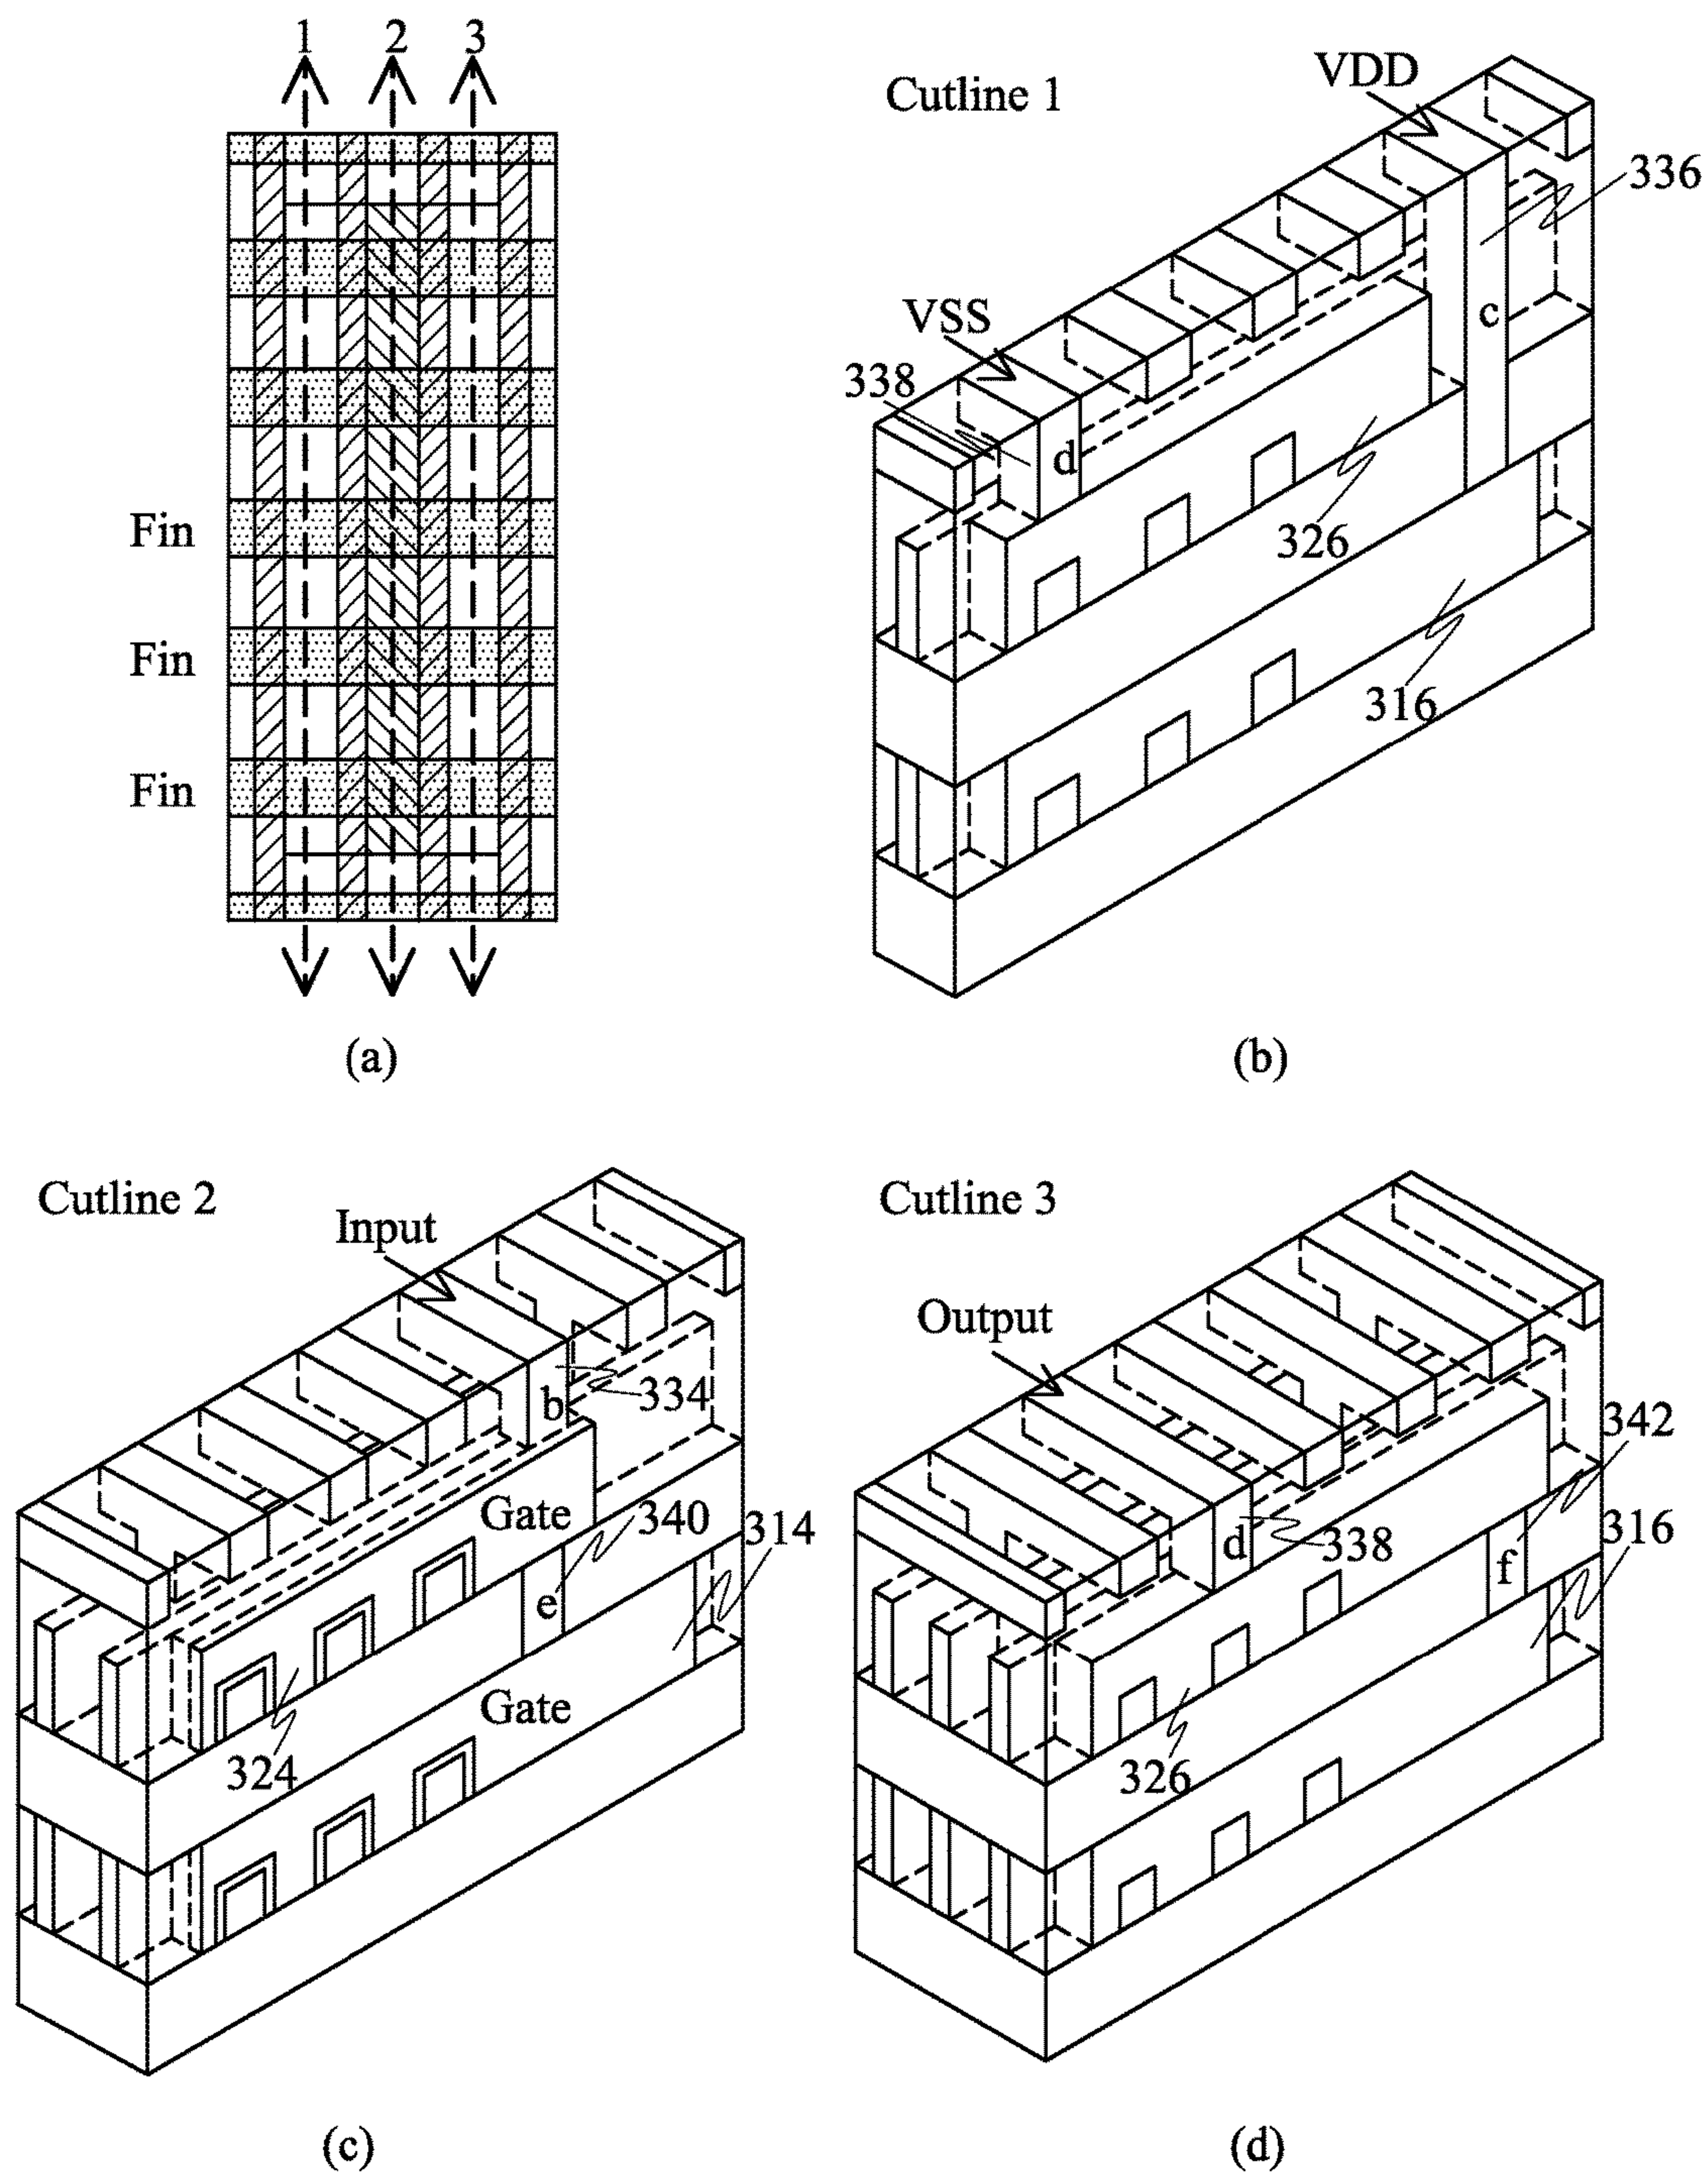 1 2 3
Fin
Fin
Fin
(a)
Cutline 1
VDD
336
c
VSS
338
d
326
316
(b)
Cutline 2
Input
b
334
Gate
340
314
e
Gate
324
(c)
Cutline 3
Output
342
d
338
f
316
326
(d)